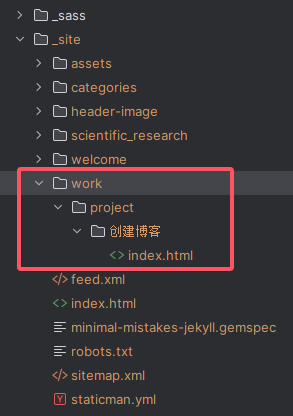 _sass
_site
assets
categories
header-image
scientific_research
welcome
work
project
创建博客
index.html
feed.xml
index.html
minimal-mistakes-jekyll.gemspec
robots.txt
sitemap.xml
staticman.yml